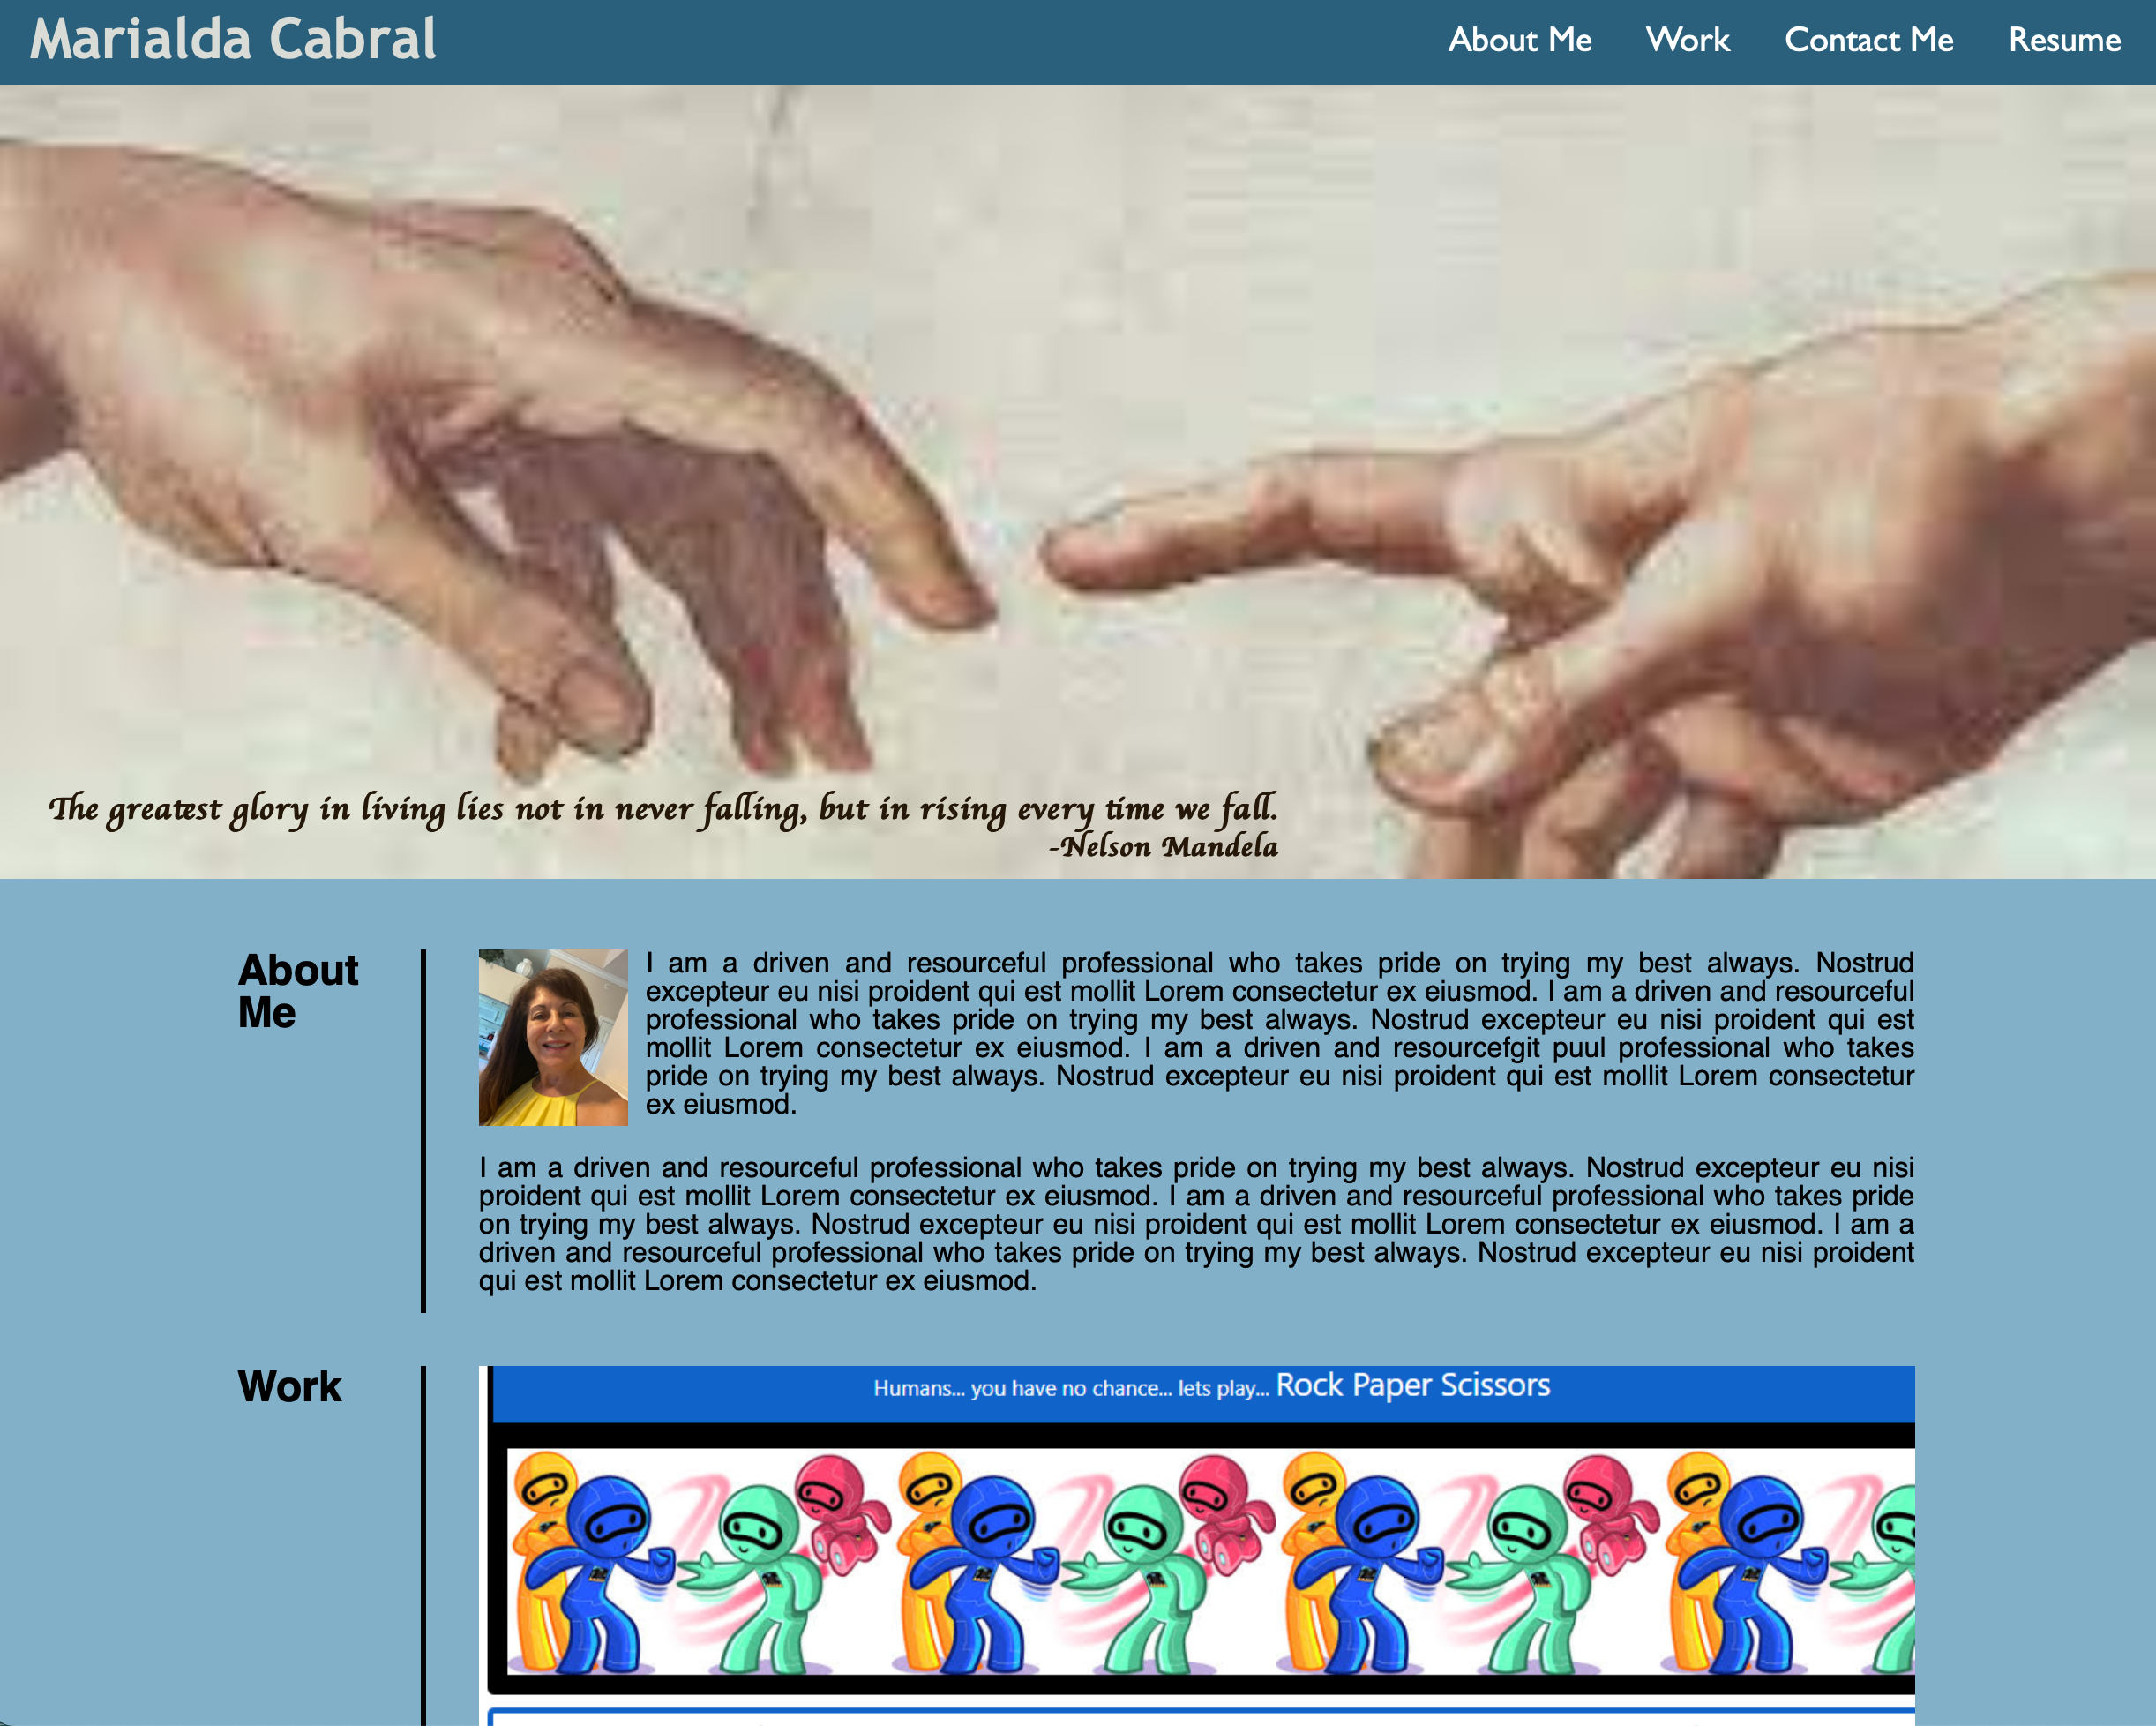 Marialda Cabral
About Me
Work
Contact Me
Resume
The greatest glory in living lies not in never falling, but in rising every time we fall.
-Nelson Mandela
About
Me
I am a driven and resourceful professional who takes pride on trying my best always. Nostrud
excepteur eu nisi proident qui est mollit Lorem consectetur ex eiusmod. I am a driven and resourceful
professional who takes pride on trying my best always. Nostrud excepteur eu nisi proident qui est
mollit Lorem consectetur ex eiusmod. I am a driven and resourcefgit puul professional who takes
pride on trying my best always. Nostrud excepteur eu nisi proident qui est mollit Lorem consectetur
ex eiusmod.
I am a driven and resourceful professional who takes pride on trying my best always. Nostrud excepteur eu nisi
proident qui est mollit Lorem consectetur ex eiusmod. I am a driven and resourceful professional who takes pride
on trying my best always. Nostrud excepteur eu nisi proident qui est mollit Lorem consectetur ex eiusmod. I am a
driven and resourceful professional who takes pride on trying my best always. Nostrud excepteur eu nisi proident
qui est mollit Lorem consectetur ex eiusmod.
Work
Humans... you have no chance... lets play... Rock Paper Scissors